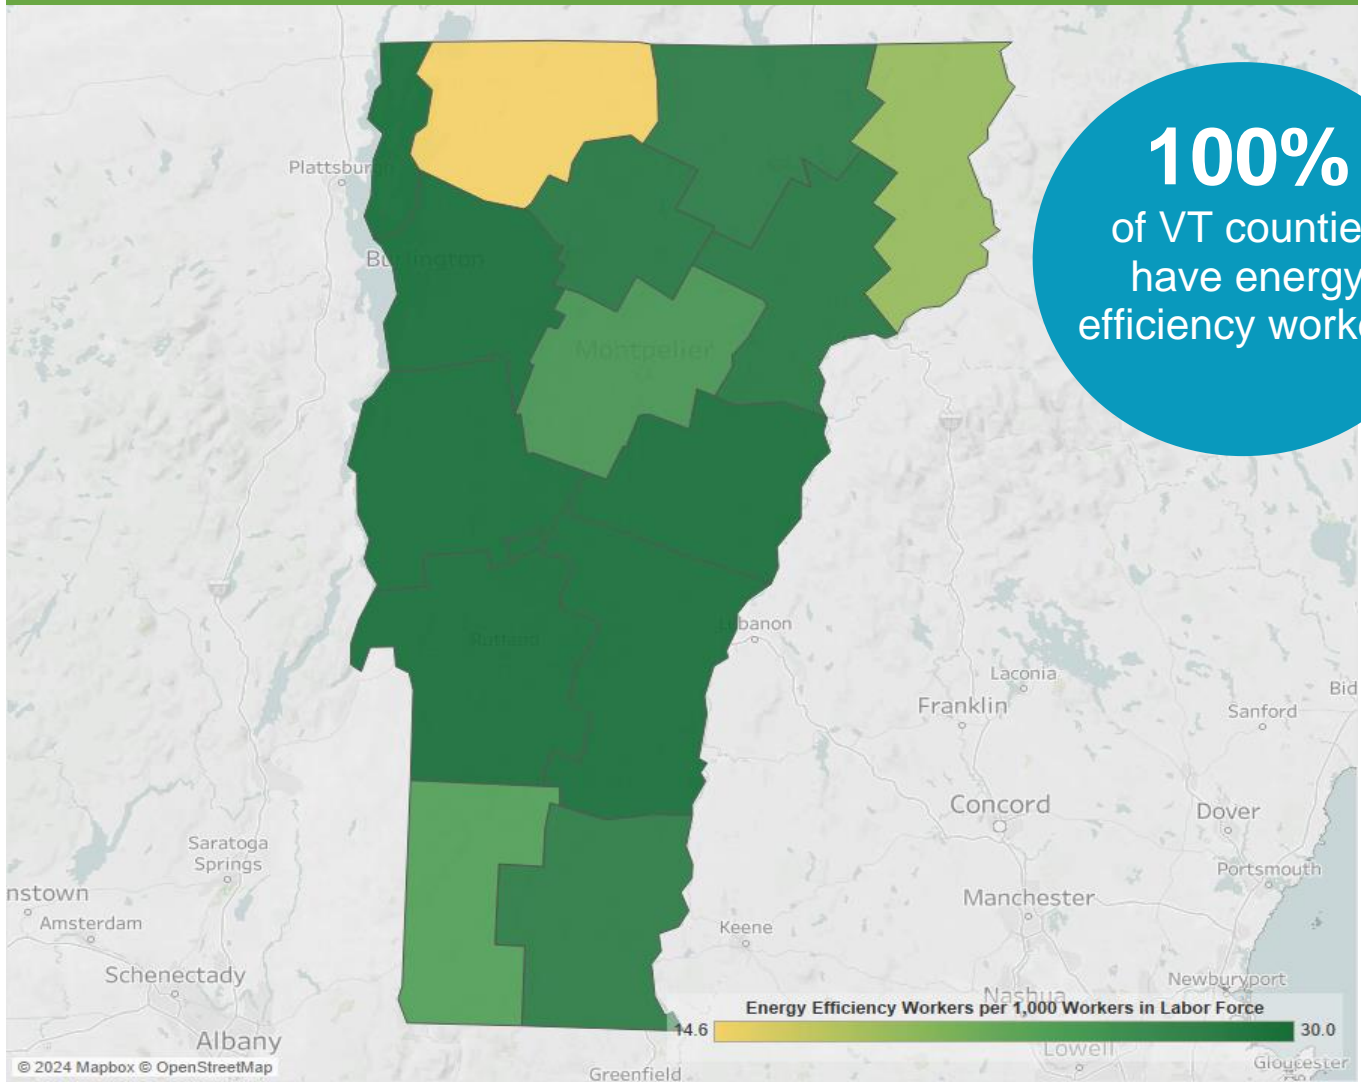 100%
of VT countie
have energy
efficiency worke
Plattsburgh
Burlington
Montpelier
Rutland
Lebanon
Laconia
Franklin
Sanford
Bid
Concord
Dover
Saratoga
Springs
Portsmouth
nstown
Manchester
Amsterdam
Keene
Schenectady
Newburyport
Nashua
Energy Efficiency Workers per 1,000 Workers in Labor Force
14.6
30.0
Albany
Lowell
© 2024 Mapbox © OpenStreetMap
Greenfield
Gloucester